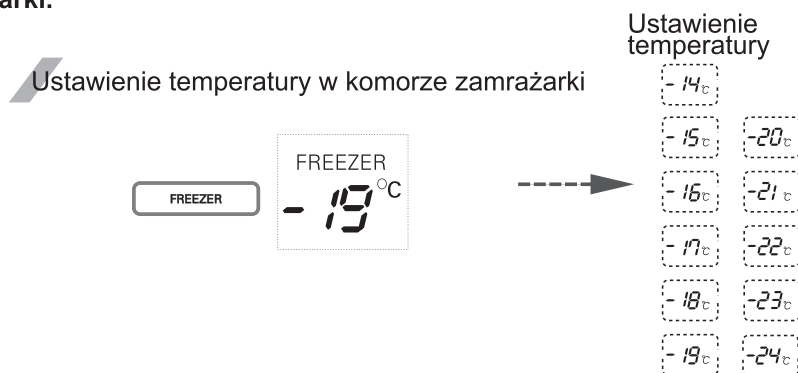 Ustawienie
temperatury
Ustawienie temperatury w komorze zamrażarki
FREEZER
FREEZER
- 19 °C
- 14 °C
- 15 °C
- 16 °C
- 17 °C
- 18 °C
- 19 °C
-20 °C
-21 °C
-22 °C
-23 °C
-24 °C